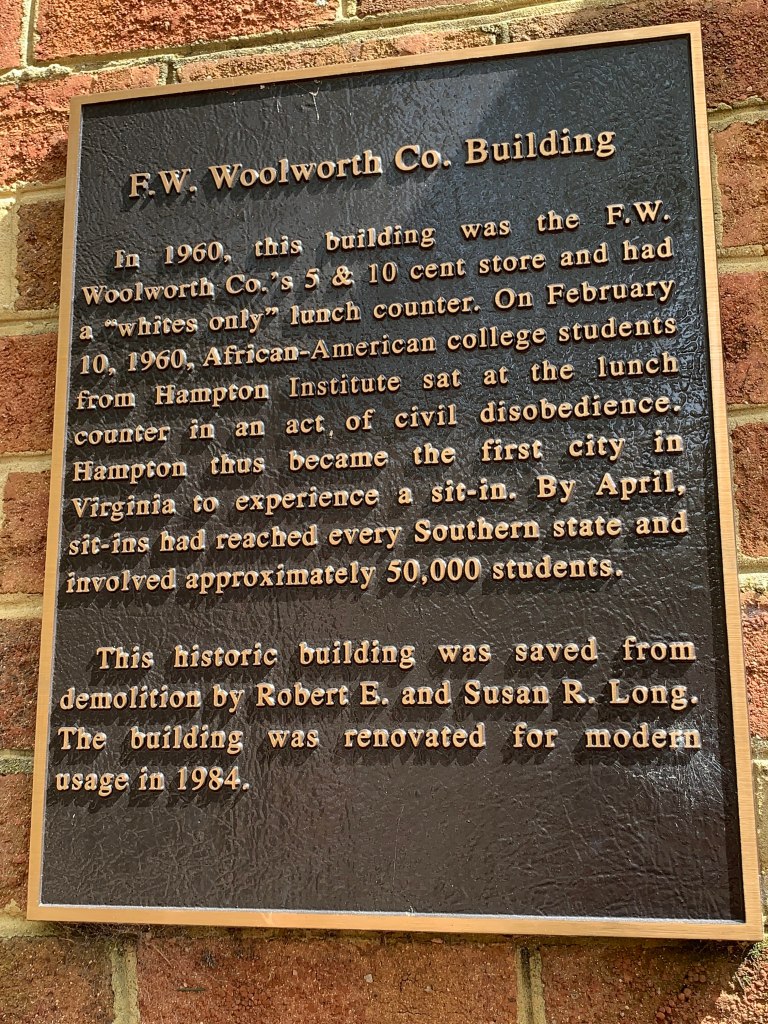 F.W. Woolworth Co. Building
In 1960, this building was the F.W.
Woolworth Co.'s 5 & 10 cent store and had
a "whites only" lunch counter. On February
10, 1960, African-American college students
from Hampton Institute sat at the lunch
counter in an act of civil disobedience.
Hampton thus became the first city in
Virginia to experience a sit-in. By April,
sit-ins had reached every Southern state and
involved approximately 50,000 students.
This historic building was saved from
demolition by Robert E. and Susan R. Long.
The building was renovated for modern
usage in 1984.